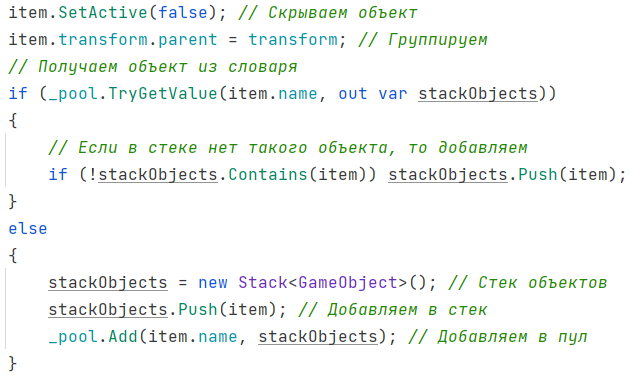 item.SetActive(false); // Скрываем объект
item.transform.parent = transform; // Группируем
// Получаем объект из словаря
if (_pool.TryGetValue(item.name, out var stackObjects))
{
    // Если в стеке нет такого объекта, то добавляем
    if (!stackObjects.Contains(item)) stackObjects.Push(item);
}
else
{
    stackObjects = new Stack<GameObject>(); // Стек объектов
    stackObjects.Push(item); // Добавляем в стек
    _pool.Add(item.name, stackObjects); // Добавляем в пул
}